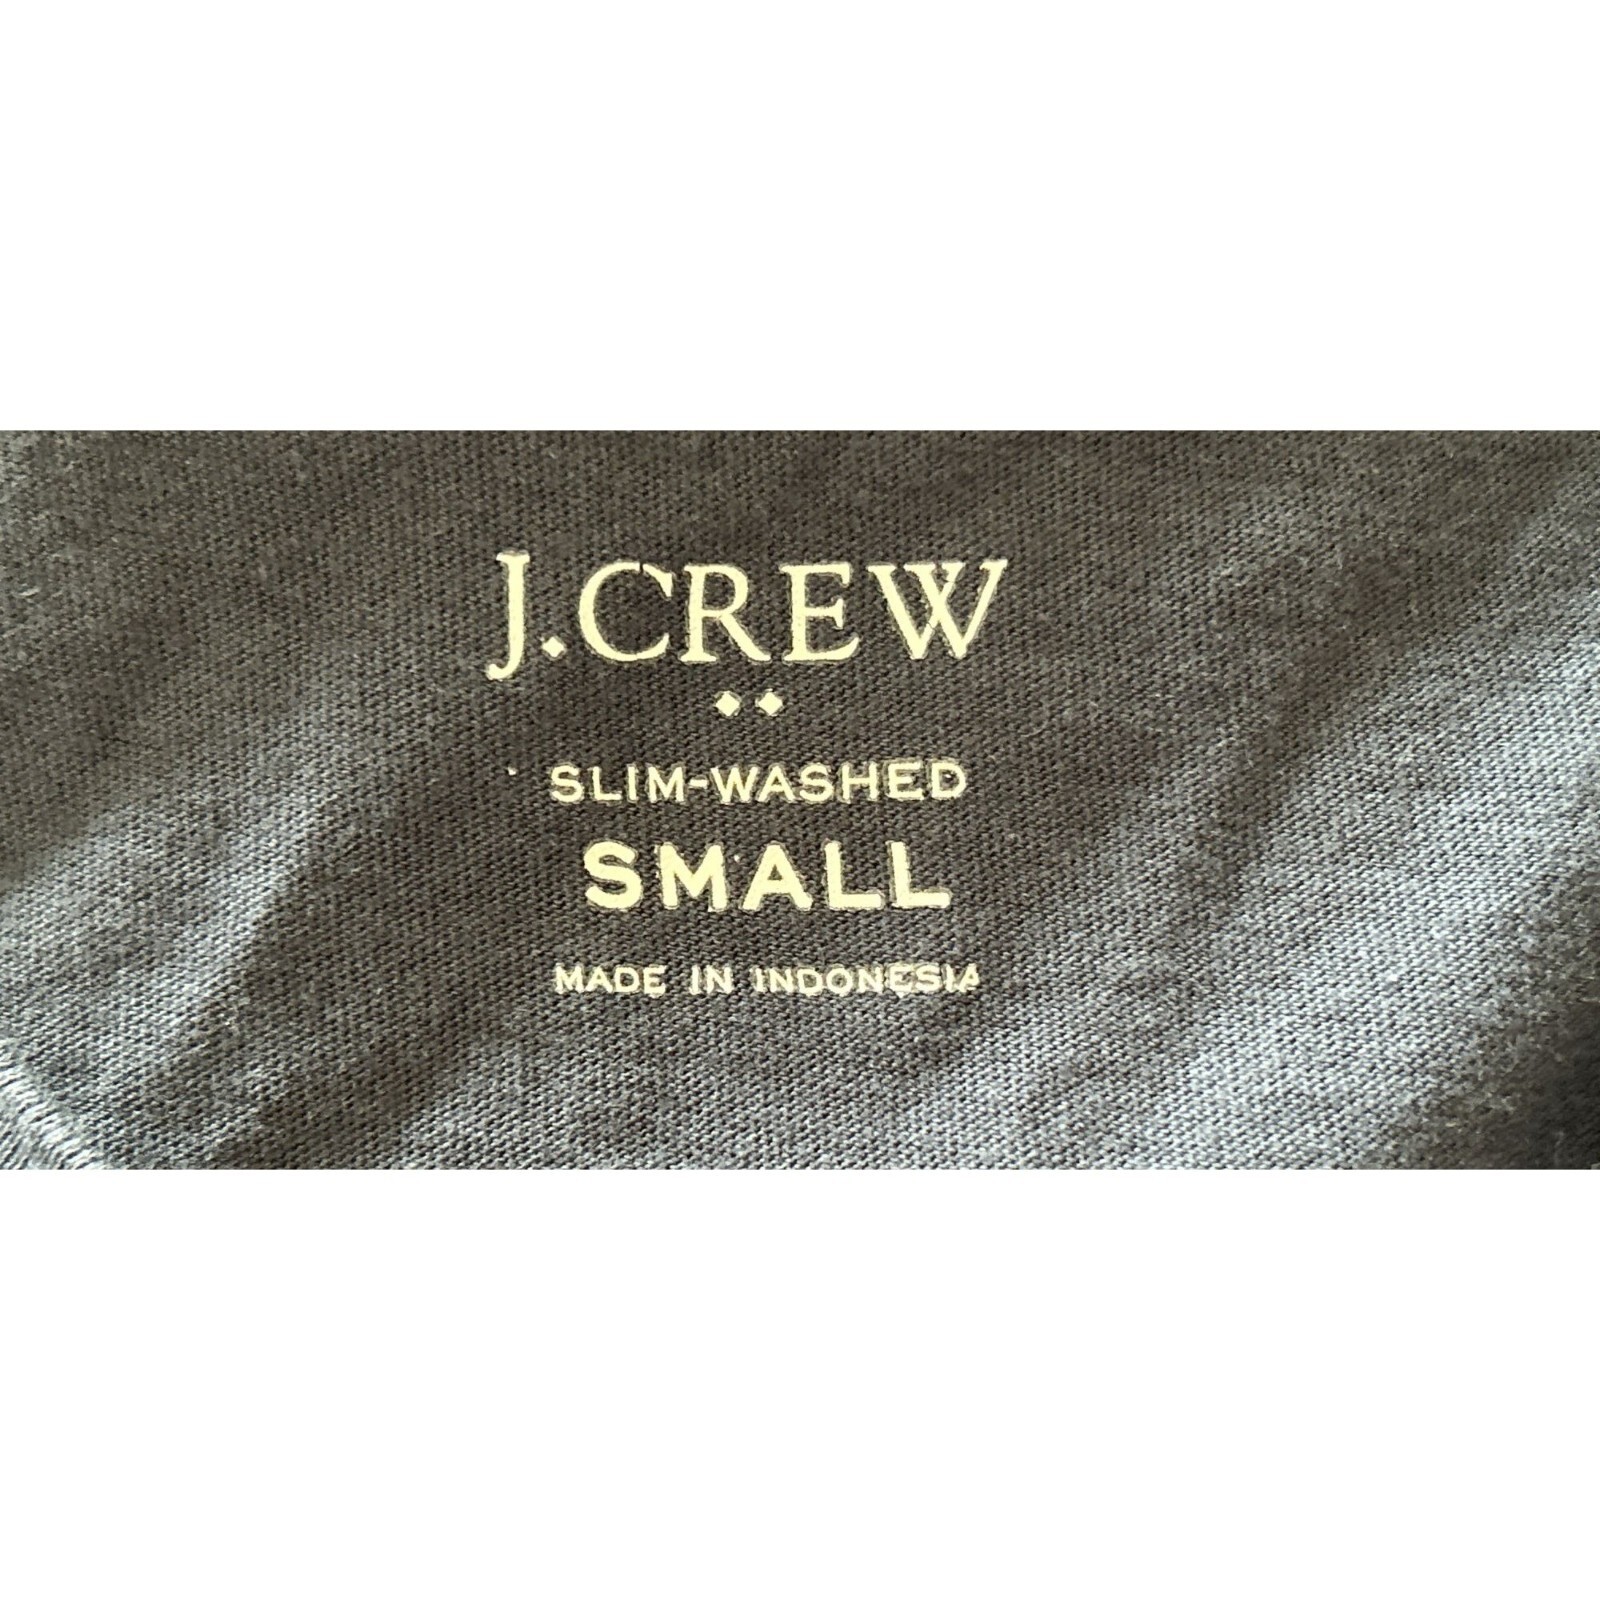 J.CREW
SLIM-WASHED
SMALL
MADE IN INDONESIA